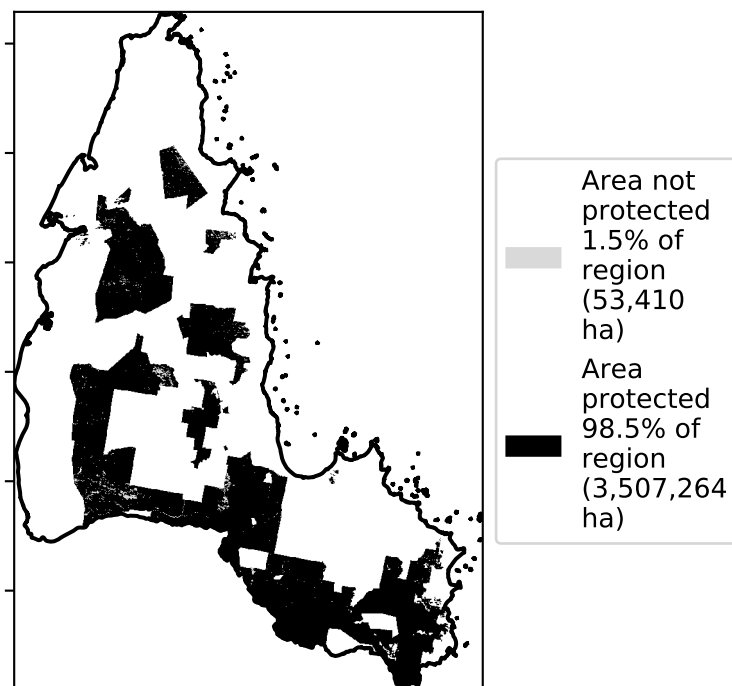 Area not
protected
1.5% of
region
(53,410
ha)
Area
protected
98.5% of
region
(3,507,264
ha)